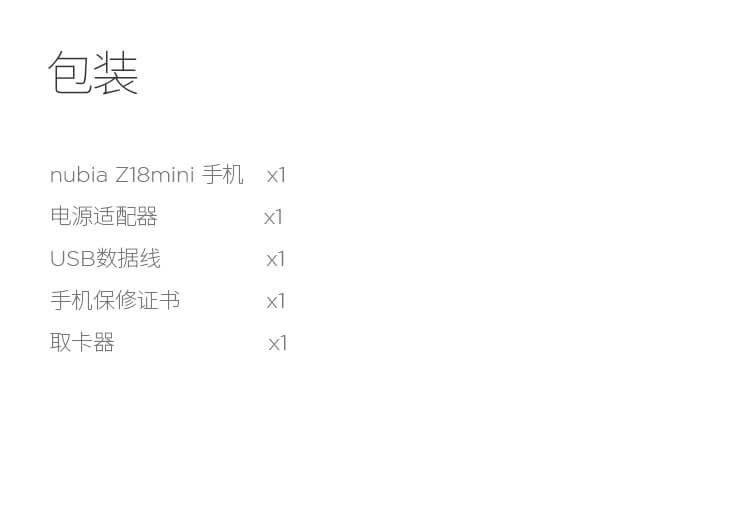 包装
nubia Z18mini 手机 x1
电源适配器 x1
USB数据线 x1
手机保修证书 x1
取卡器 x1